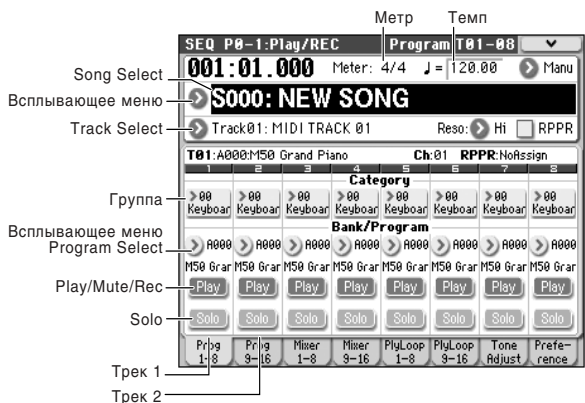 Метр Темп
SEQ P0-1:Play/REC Program T01-08
001:01.000 Meter: 4/4 ♩= 120.00 Manu
Song Select
S000: NEW SONG
Всплывающее меню
Track Select
Track01: MIDI TRACK 01 Reso: Hi RPPR
T01:A000:M50 Grand Piano Ch:01 RPPR:NoAssign
1 2 3 4 5 6 7 8
Category
Группа
>00 >00 >00 >00 >00 >00 >00 >00
Keyboar Keyboar Keyboar Keyboar Keyboar Keyboar Keyboar Keyboar
Bank/Program
Всплывающее меню
Program Select
A000 A000 A000 A000 A000 A000 A000 A000
M50 Grar M50 Grar M50 Grar M50 Grar M50 Grar M50 Grar M50 Grar M50 Grar
Play/Mute/Rec
Play Play Play Play Play Play Play Play
Solo
Solo Solo Solo Solo Solo Solo Solo Solo
Prog 1-8 Prog 9-16 Mixer 1-8 Mixer 9-16 PlyLoop 1-8 PlyLoop 9-16 Tone Adjust Prefe-rence
Трек 1
Трек 2